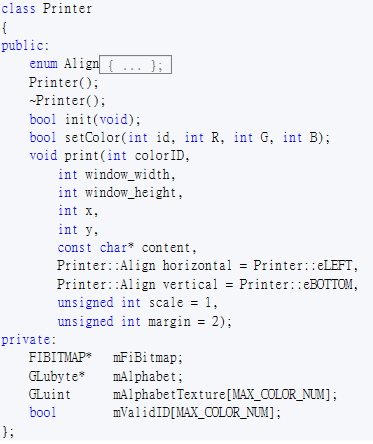 class Printer
{
public:
    enum Align{ ... };
    Printer();
    ~Printer();
    bool init(void);
    bool setColor(int id, int R, int G, int B);
    void print(int colorID,
        int window_width,
        int window_height,
        int x,
        int y,
        const char* content,
        Printer::Align horizontal = Printer::eLEFT,
        Printer::Align vertical = Printer::eBOTTOM,
        unsigned int scale = 1,
        unsigned int margin = 2);
private:
    FIBITMAP*   mFiBitmap;
    GLubyte*    mAlphabet;
    GLuint      mAlphabetTexture[MAX_COLOR_NUM];
    bool        mValidID[MAX_COLOR_NUM];
};